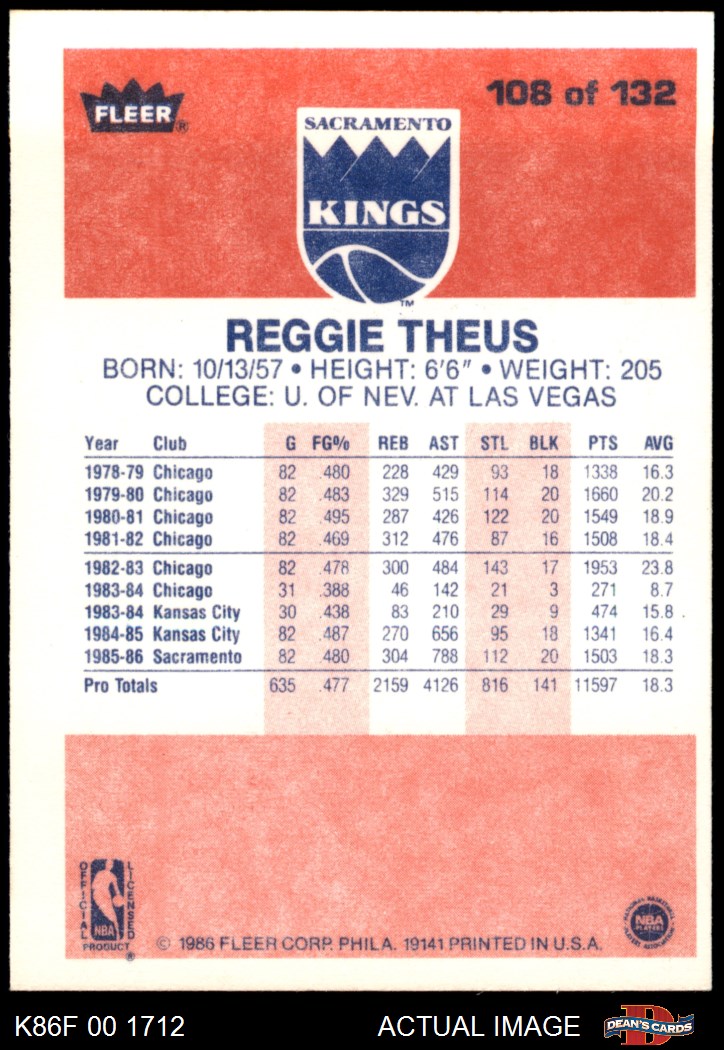 FLEER®
108 of 132
SACRAMENTO
KINGS
TM
REGGIE THEUS
BORN: 10/13/57 • HEIGHT: 6'6" • WEIGHT: 205
COLLEGE: U. OF NEV. AT LAS VEGAS
Year Club G FG% REB AST STL BLK PTS AVG
1978-79 Chicago 82 .480 228 429 93 18 1338 16.3
1979-80 Chicago 82 .483 329 515 114 20 1660 20.2
1980-81 Chicago 82 .495 287 426 122 20 1549 18.9
1981-82 Chicago 82 .469 312 476 87 16 1508 18.4
1982-83 Chicago 82 .478 300 484 143 17 1953 23.8
1983-84 Chicago 31 .388 46 142 21 3 271 8.7
1983-84 Kansas City 30 .438 83 210 29 9 474 15.8
1984-85 Kansas City 82 .487 270 656 95 18 1341 16.4
1985-86 Sacramento 82 .480 304 788 112 20 1503 18.3
Pro Totals 635 .477 2159 4126 816 141 11597 18.3
OFFICIAL
LICENSED
NBA
PRODUCT ®
NATIONAL BASKETBALL
NBA
PLAYERS
PLAYERS ASSOCIATION
© 1986 FLEER CORP. PHILA. 19141 PRINTED IN U.S.A.
K86F 00 1712
ACTUAL IMAGE
D
DEAN'S CARDS